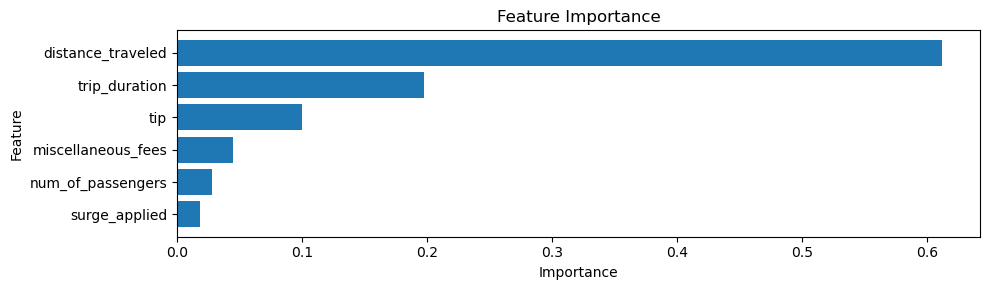 Feature Importance
Feature
distance_traveled
trip_duration
tip
miscellaneous_fees
num_of_passengers
surge_applied
0.0 0.1 0.2 0.3 0.4 0.5 0.6
Importance